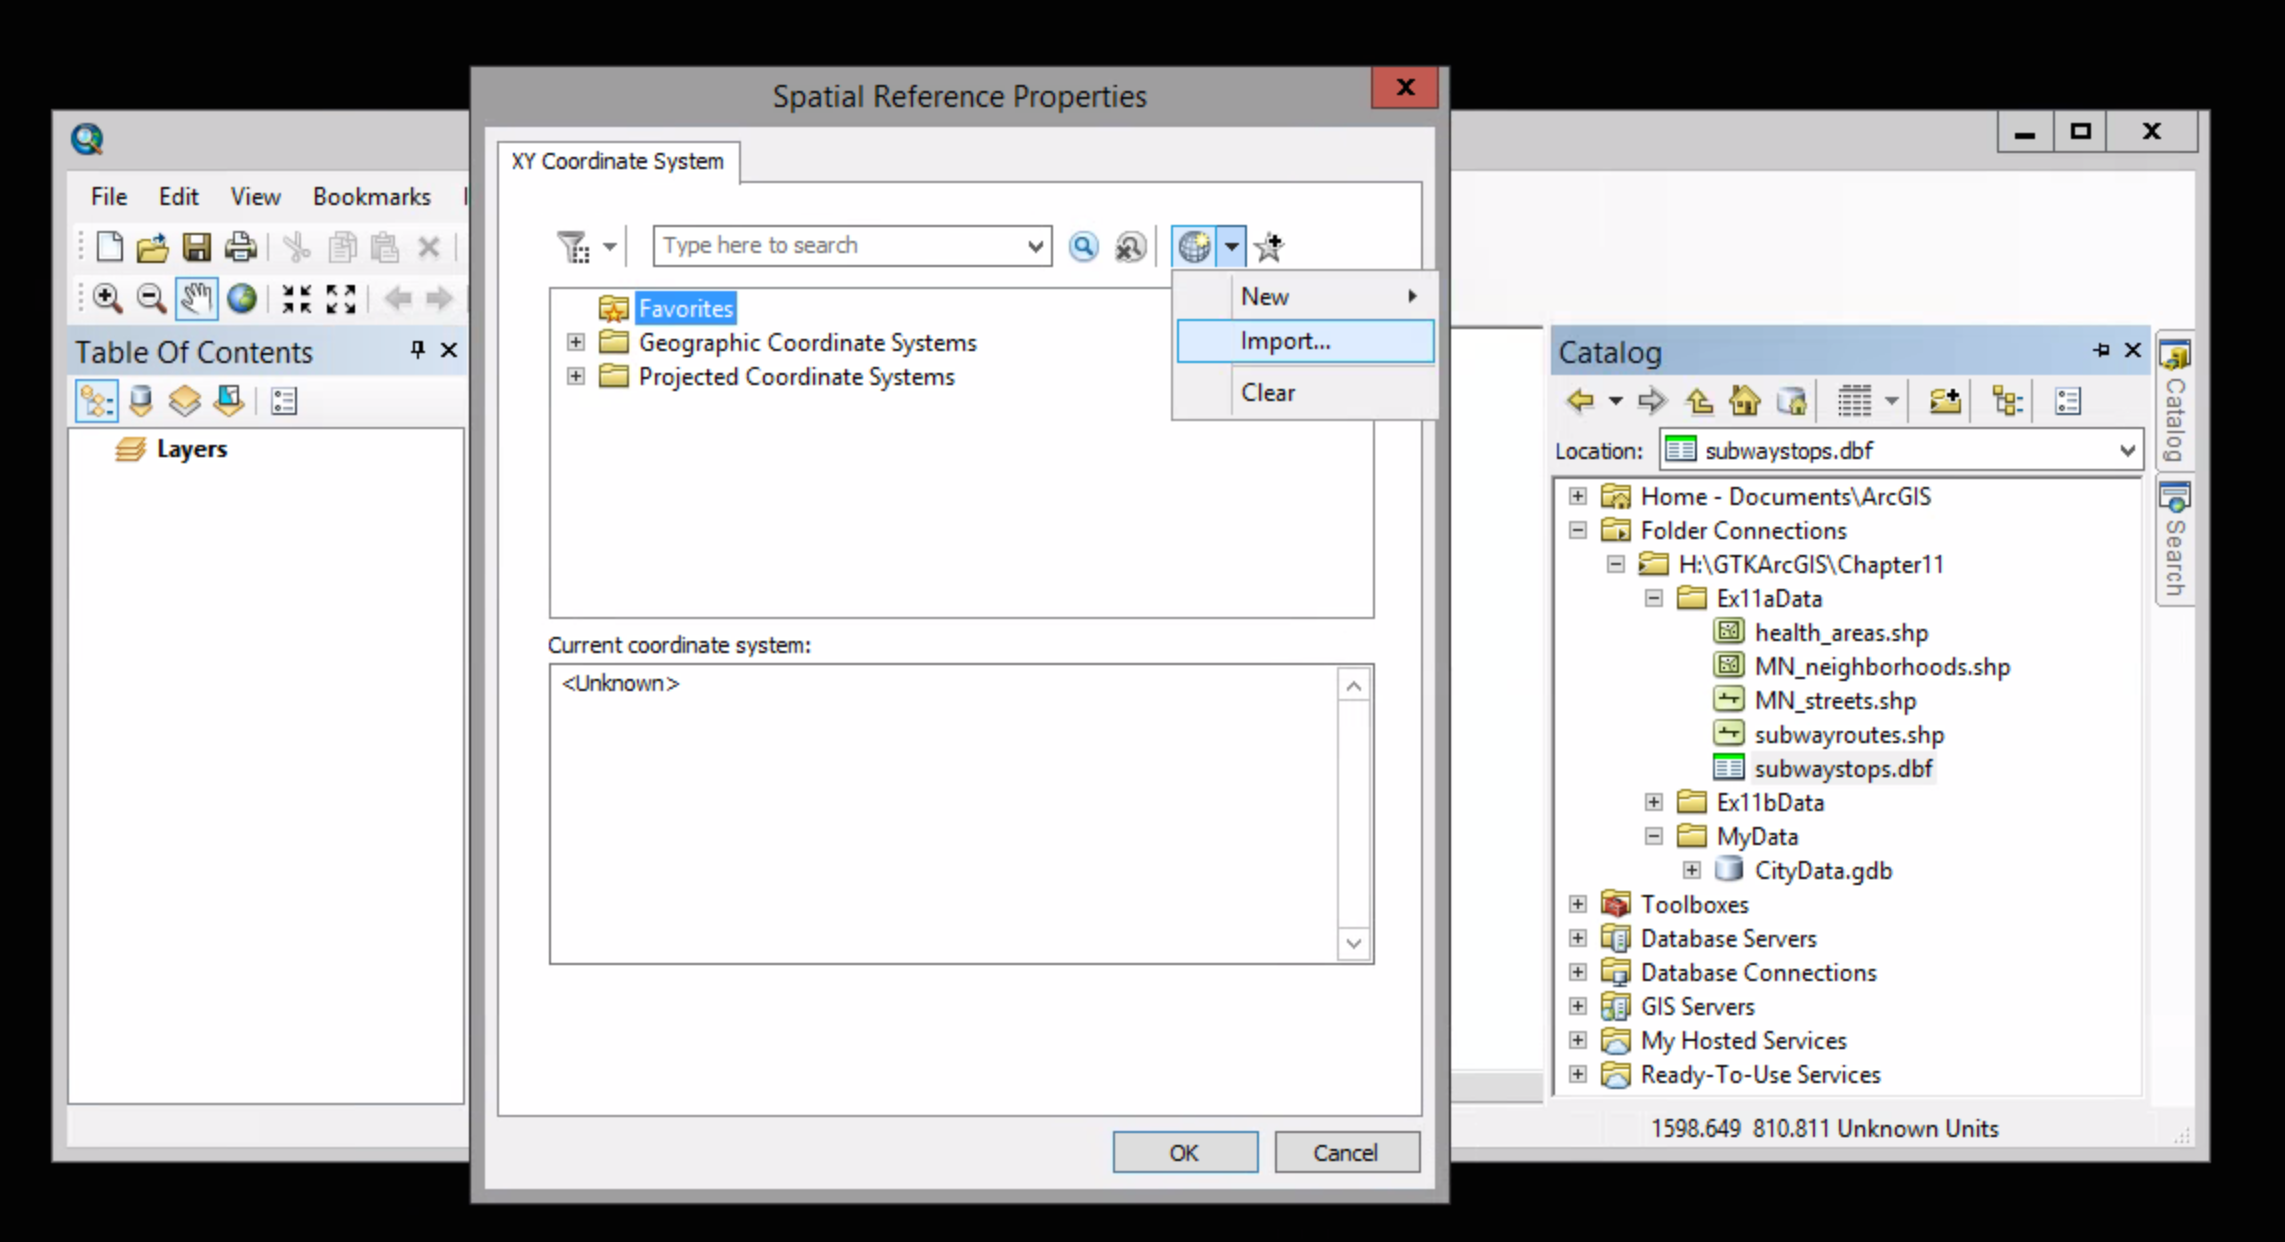 Spatial Reference Properties
x
XY Coordinate System
File Edit View Bookmarks
Type here to search
New
Import...
Clear
Favorites
Geographic Coordinate Systems
Projected Coordinate Systems
Table Of Contents
Layers
Current coordinate system:
<Unknown>
OK
Cancel
Catalog
Location: subwaystops.dbf
Home - Documents\ArcGIS
Folder Connections
H:\GTKArcGIS\Chapter11
Ex11aData
health_areas.shp
MN_neighborhoods.shp
MN_streets.shp
subwayroutes.shp
subwaystops.dbf
Ex11bData
MyData
CityData.gdb
Toolboxes
Database Servers
Database Connections
GIS Servers
My Hosted Services
Ready-To-Use Services
Catalog
Search
1598.649 810.811 Unknown Units